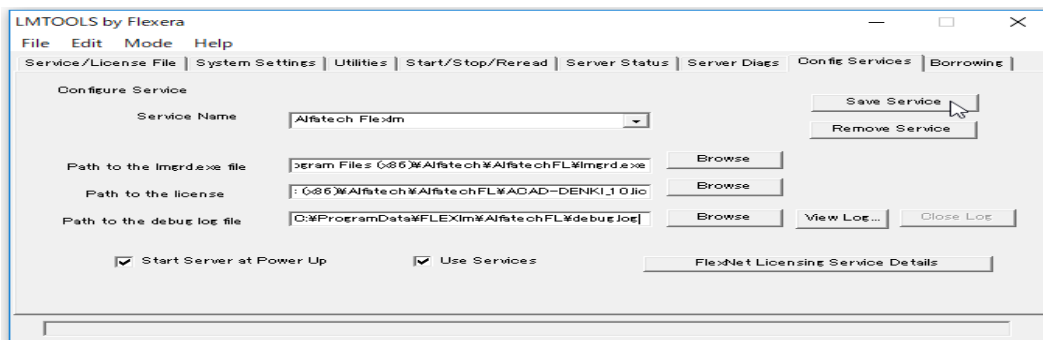 LMTOOLS by Flexera
File Edit Mode Help
Service/License File System Settings Utilities Start/Stop/Reread Server Status Server Diags Config Services Borrowing
Configure Service
Save Service
Service Name Alfatech Flexlm
Remove Service
Path to the lmgrd.exe file ogram Files (x86)¥Alfatech¥AlfatechFL¥lmgrd.exe Browse
Path to the license : (x86)¥Alfatech¥AlfatechFL¥ACAD-DENKI_10.lic Browse
Path to the debug log file C:¥ProgramData¥FLEXlm¥AlfatechFL¥debug.log Browse View Log... Close Log
Start Server at Power Up Use Services FlexNet Licensing Service Details